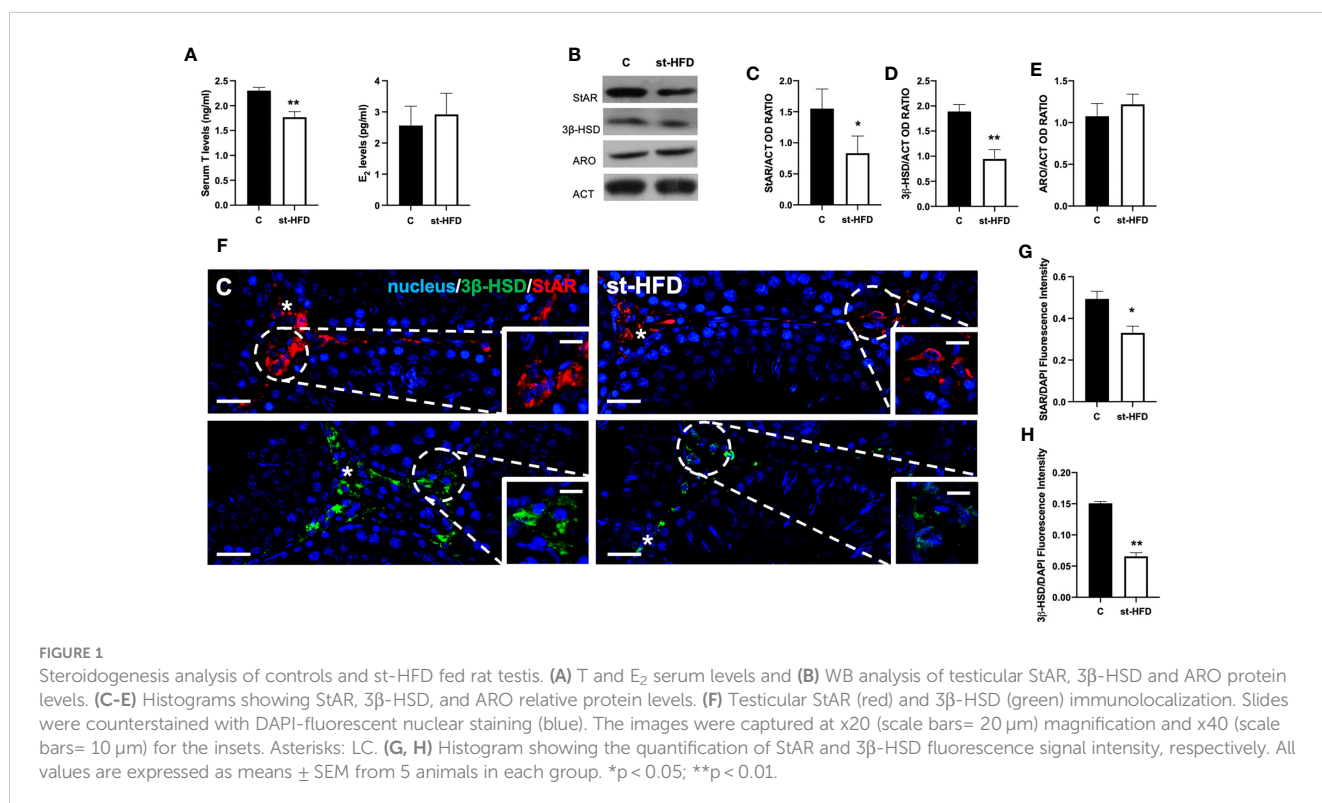 A
Serum T levels (ng/ml)
2.5
2.0
1.5
1.0
0.5
0.0
**
C st-HFD
E₂ levels (pg/ml)
4
3
2
1
0
C st-HFD
B
C st-HFD
StAR
3β-HSD
ARO
ACT
C
StAR/ACT OD RATIO
2.0
1.5
1.0
0.5
0.0
*
C st-HFD
D
3β-HSD/ACT OD RATIO
2.5
2.0
1.5
1.0
0.5
0.0
**
C st-HFD
E
ARO/ACT OD RATIO
1.5
1.0
0.5
0.0
C st-HFD
F
C
nucleus/3β-HSD/StAR
*
st-HFD
*
*
*
G
StAR/DAPI Fluorescence Intensity
0.6
0.4
0.2
0.0
*
C st-HFD
H
3β-HSD/DAPI Fluorescence Intensity
0.20
0.15
0.10
0.05
0.00
**
C st-HFD
FIGURE 1
Steroidogenesis analysis of controls and st-HFD fed rat testis. (A) T and E₂ serum levels and (B) WB analysis of testicular StAR, 3β-HSD and ARO protein
levels. (C-E) Histograms showing StAR, 3β-HSD, and ARO relative protein levels. (F) Testicular StAR (red) and 3β-HSD (green) immunolocalization. Slides
were counterstained with DAPI-fluorescent nuclear staining (blue). The images were captured at x20 (scale bars= 20 µm) magnification and x40 (scale
bars= 10 µm) for the insets. Asterisks: LC. (G, H) Histogram showing the quantification of StAR and 3β-HSD fluorescence signal intensity, respectively. All
values are expressed as means ± SEM from 5 animals in each group. *p < 0.05; **p < 0.01.